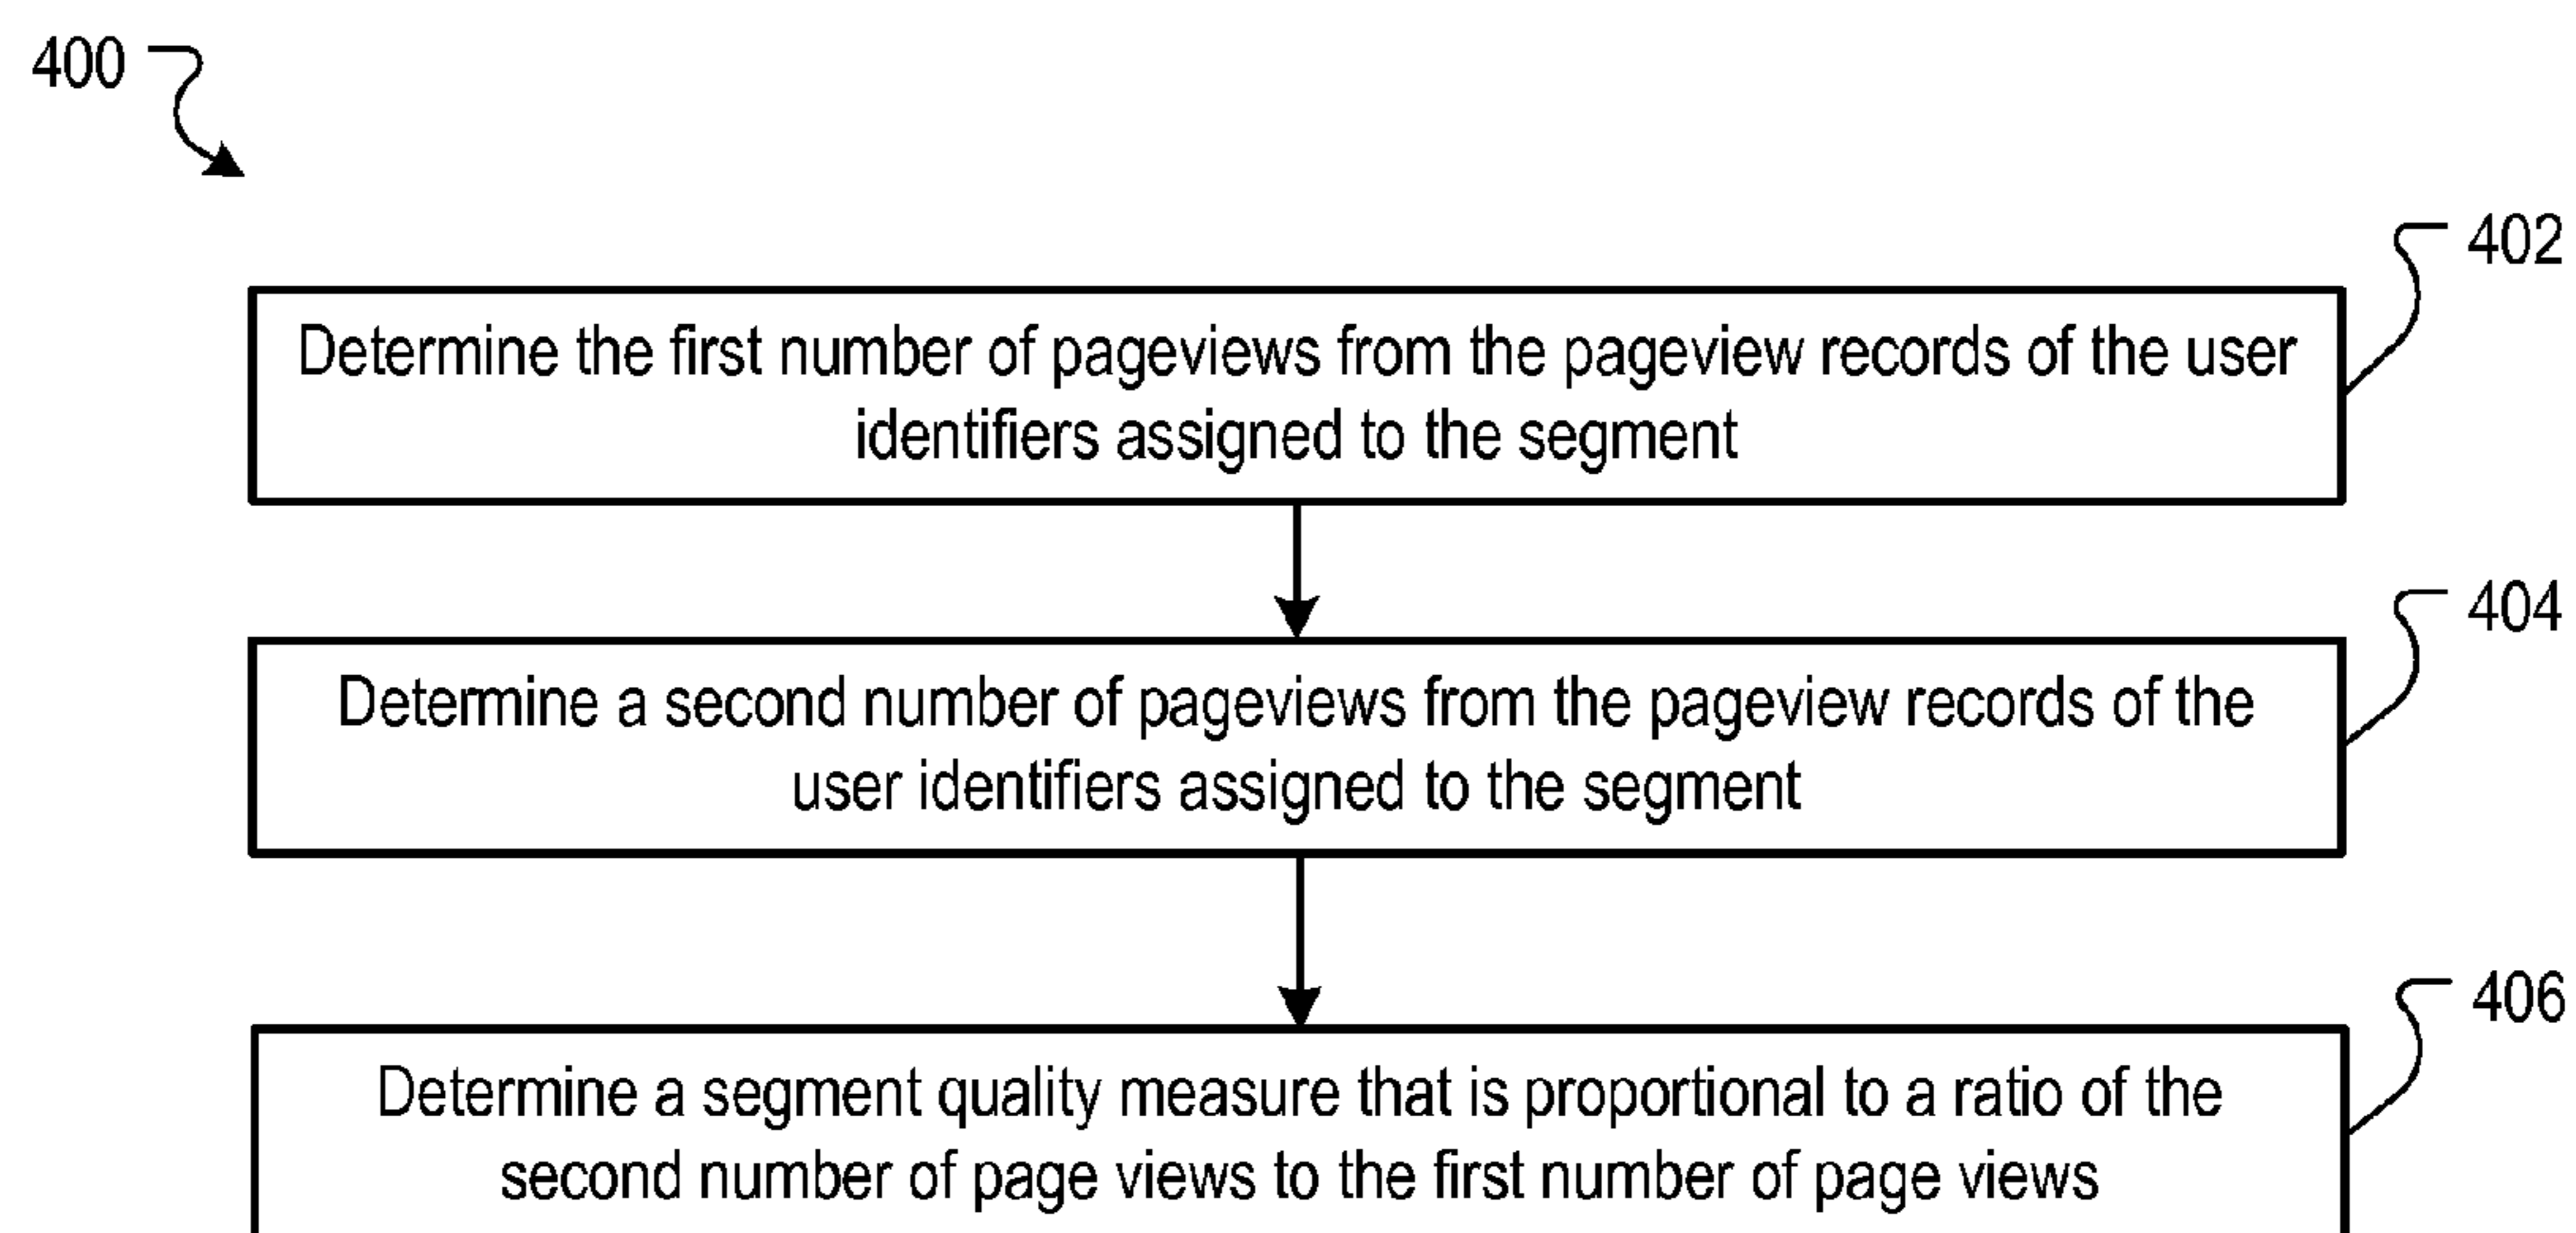 400
402
Determine the first number of pageviews from the pageview records of the user
identifiers assigned to the segment
404
Determine a second number of pageviews from the pageview records of the
user identifiers assigned to the segment
406
Determine a segment quality measure that is proportional to a ratio of the
second number of page views to the first number of page views